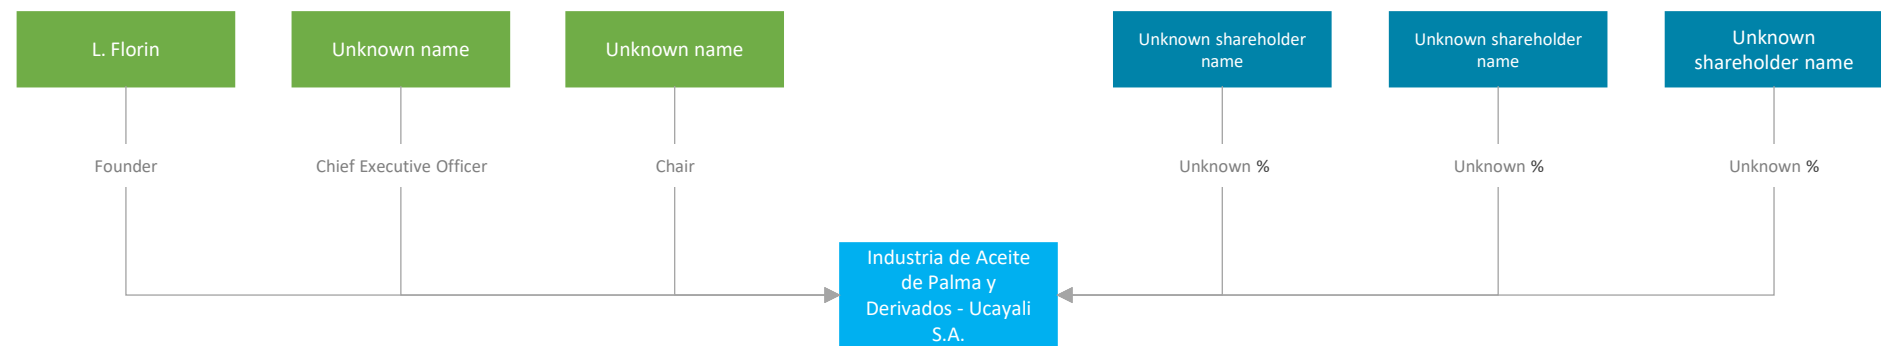 L. Florin
Unknown name
Unknown name
Unknown shareholder
name
Unknown shareholder
name
Unknown
shareholder name
Founder
Chief Executive Officer
Chair
Unknown %
Unknown %
Unknown %
Industria de Aceite
de Palma y
Derivados - Ucayali
S.A.